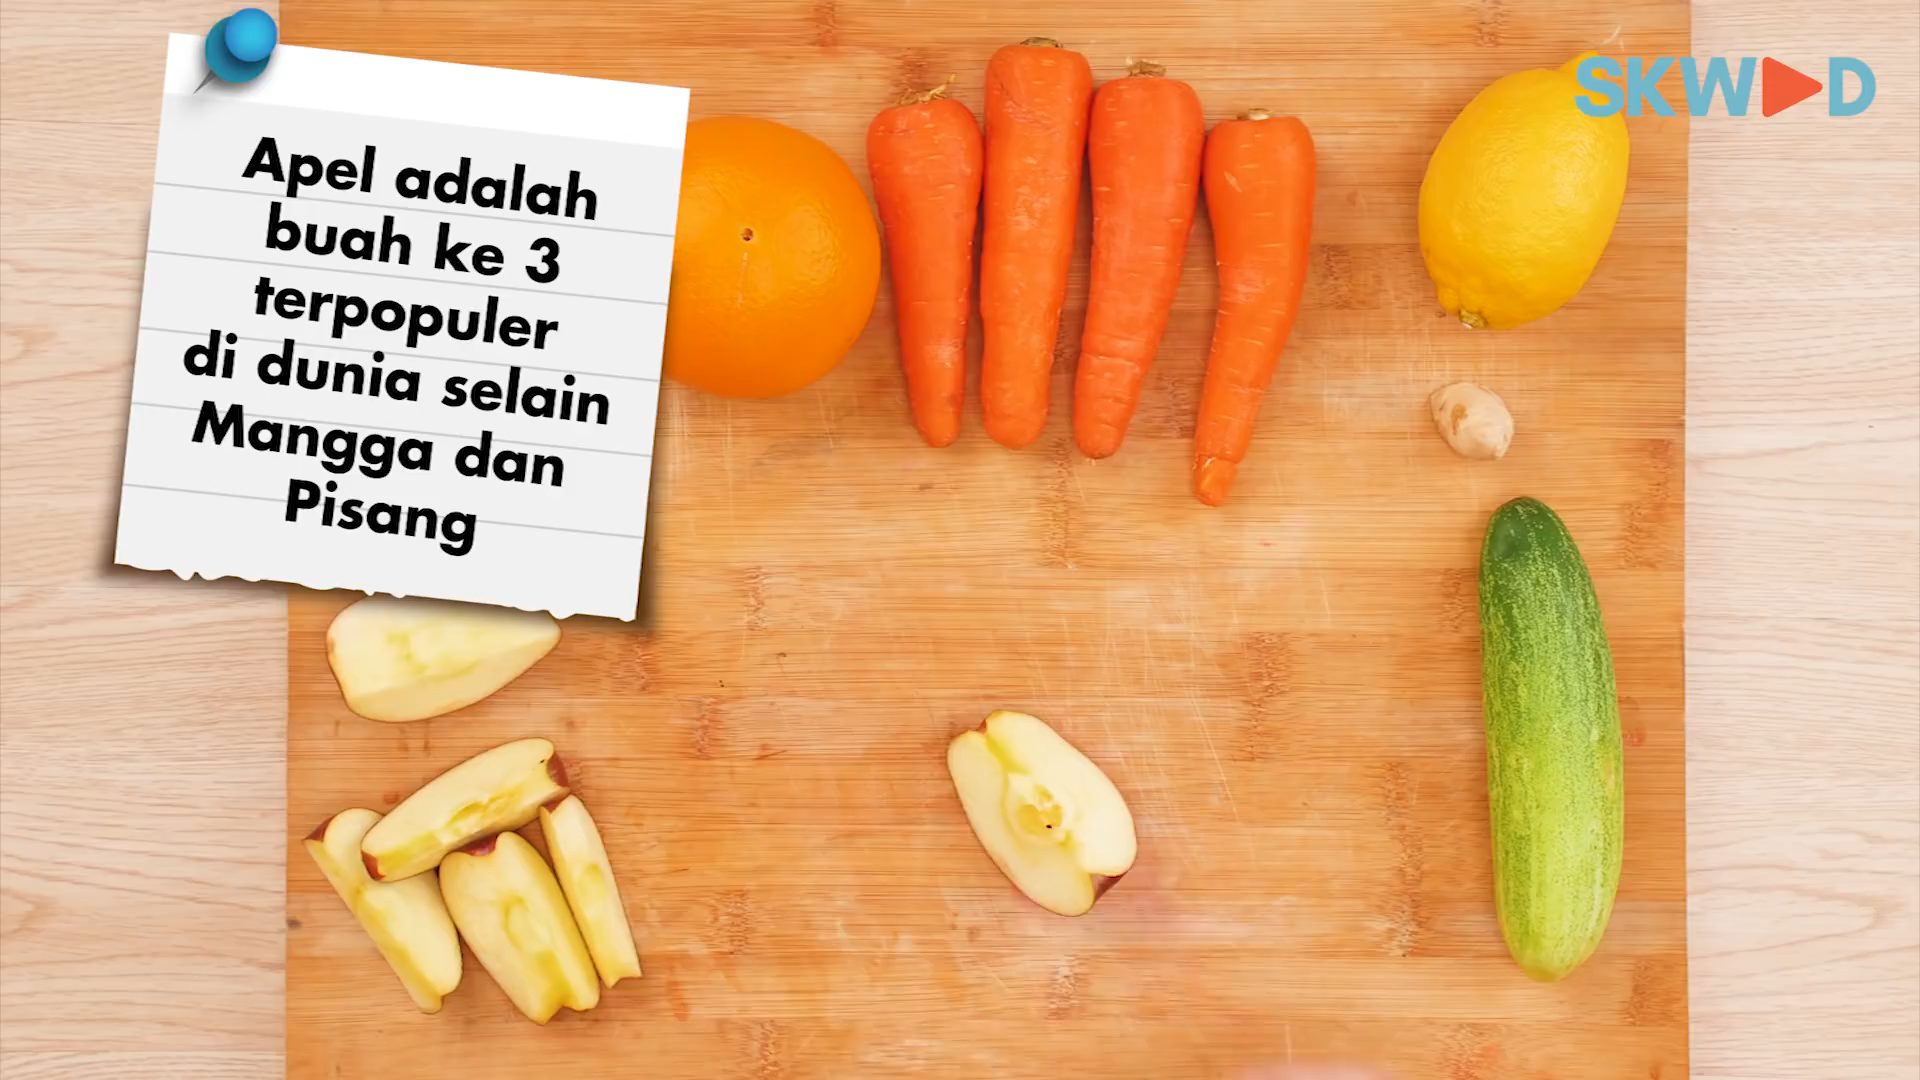 Apel adalah
buah ke 3
terpopuler
di dunia selain
Mangga dan
Pisang
SKWAD